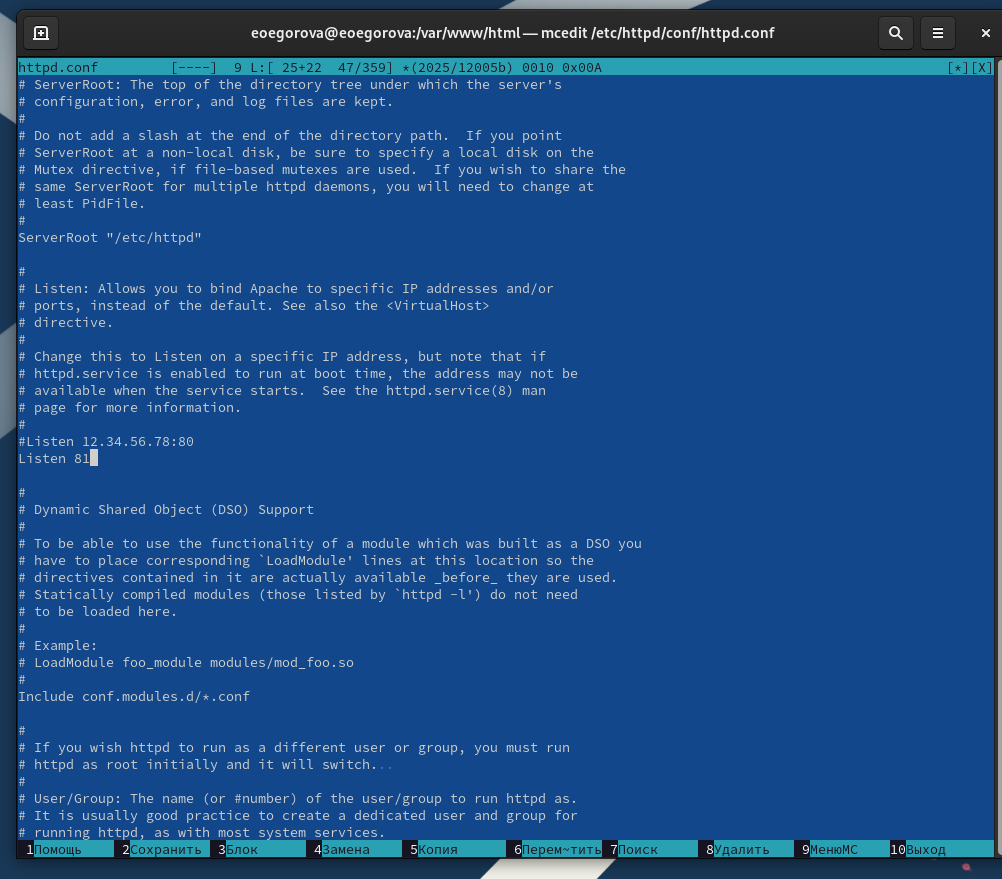 eoegorova@eoegorova:/var/www/html — mcedit /etc/httpd/conf/httpd.conf
httpd.conf         [----]  9 L:[ 25+22  47/359] *(2025/12005b) 0010 0x00A                                           [*][X]
# ServerRoot: The top of the directory tree under which the server's
# configuration, error, and log files are kept.
#
# Do not add a slash at the end of the directory path.  If you point
# ServerRoot at a non-local disk, be sure to specify a local disk on the
# Mutex directive, if file-based mutexes are used.  If you wish to share the
# same ServerRoot for multiple httpd daemons, you will need to change at
# least PidFile.
#
ServerRoot "/etc/httpd"

#
# Listen: Allows you to bind Apache to specific IP addresses and/or
# ports, instead of the default. See also the <VirtualHost>
# directive.
#
# Change this to Listen on a specific IP address, but note that if
# httpd.service is enabled to run at boot time, the address may not be
# available when the service starts.  See the httpd.service(8) man
# page for more information.
#
#Listen 12.34.56.78:80
Listen 81

#
# Dynamic Shared Object (DSO) Support
#
# To be able to use the functionality of a module which was built as a DSO you
# have to place corresponding `LoadModule' lines at this location so the
# directives contained in it are actually available _before_ they are used.
# Statically compiled modules (those listed by `httpd -l') do not need
# to be loaded here.
#
# Example:
# LoadModule foo_module modules/mod_foo.so
#
Include conf.modules.d/*.conf

#
# If you wish httpd to run as a different user or group, you must run
# httpd as root initially and it will switch...
#
# User/Group: The name (or #number) of the user/group to run httpd as.
# It is usually good practice to create a dedicated user and group for
# running httpd, as with most system services.
1Помощь 2Сохранить 3Блок 4Замена 5Копия 6Перем~тить 7Поиск 8Удалить 9МенюMC 10Выход